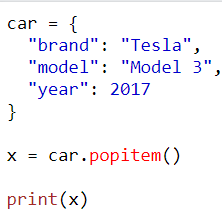 car = {
  "brand": "Tesla",
  "model": "Model 3",
  "year": 2017
}

x = car.popitem()

print(x)